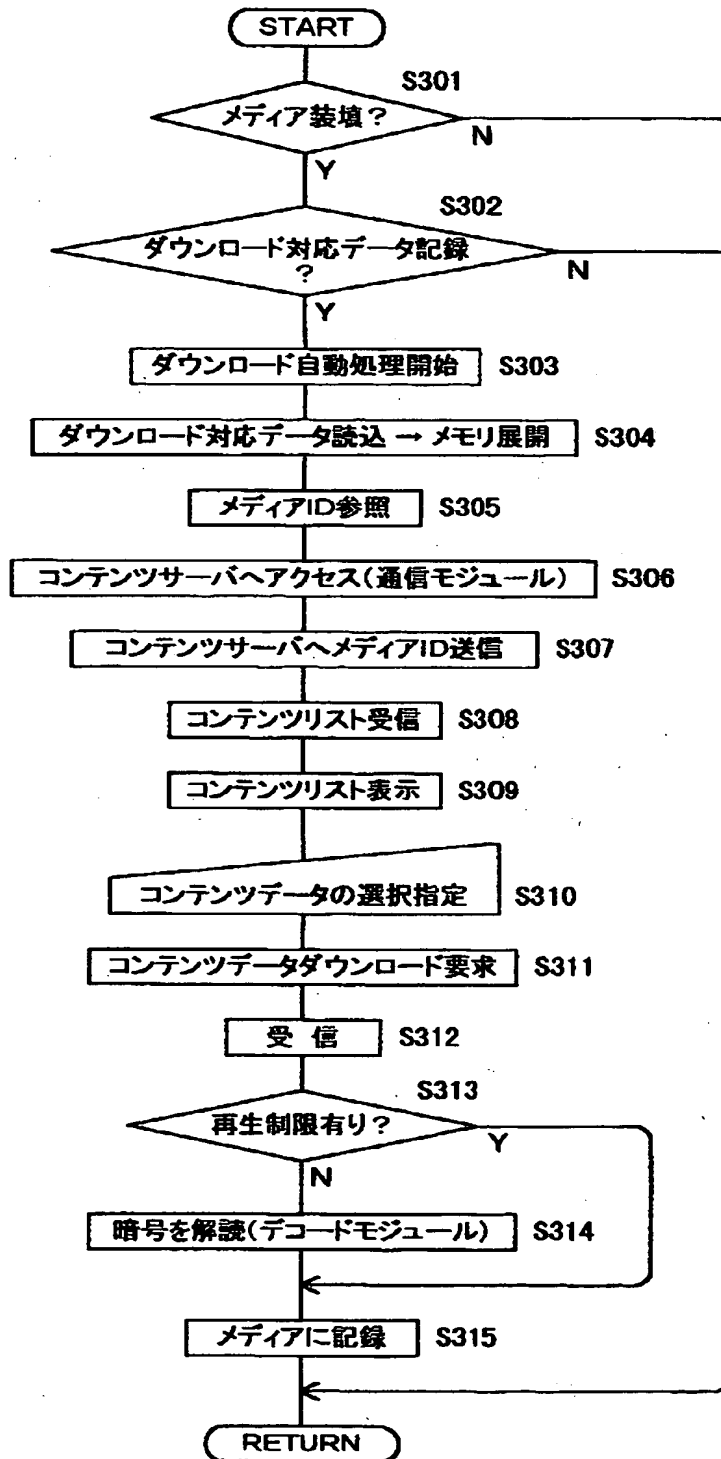 START
S301
メディア装填?
N
Y
S302
ダウンロード対応データ記録
?
N
Y
ダウンロード自動処理開始 S303
ダウンロード対応データ読込 → メモリ展開 S304
メディアID参照 S305
コンテンツサーバへアクセス(通信モジュール) S306
コンテンツサーバへメディアID送信 S307
コンテンツリスト受信 S308
コンテンツリスト表示 S309
コンテンツデータの選択指定 S310
コンテンツデータダウンロード要求 S311
受 信 S312
S313
再生制限有り?
Y
N
暗号を解読(デコードモジュール) S314
メディアに記録 S315
RETURN